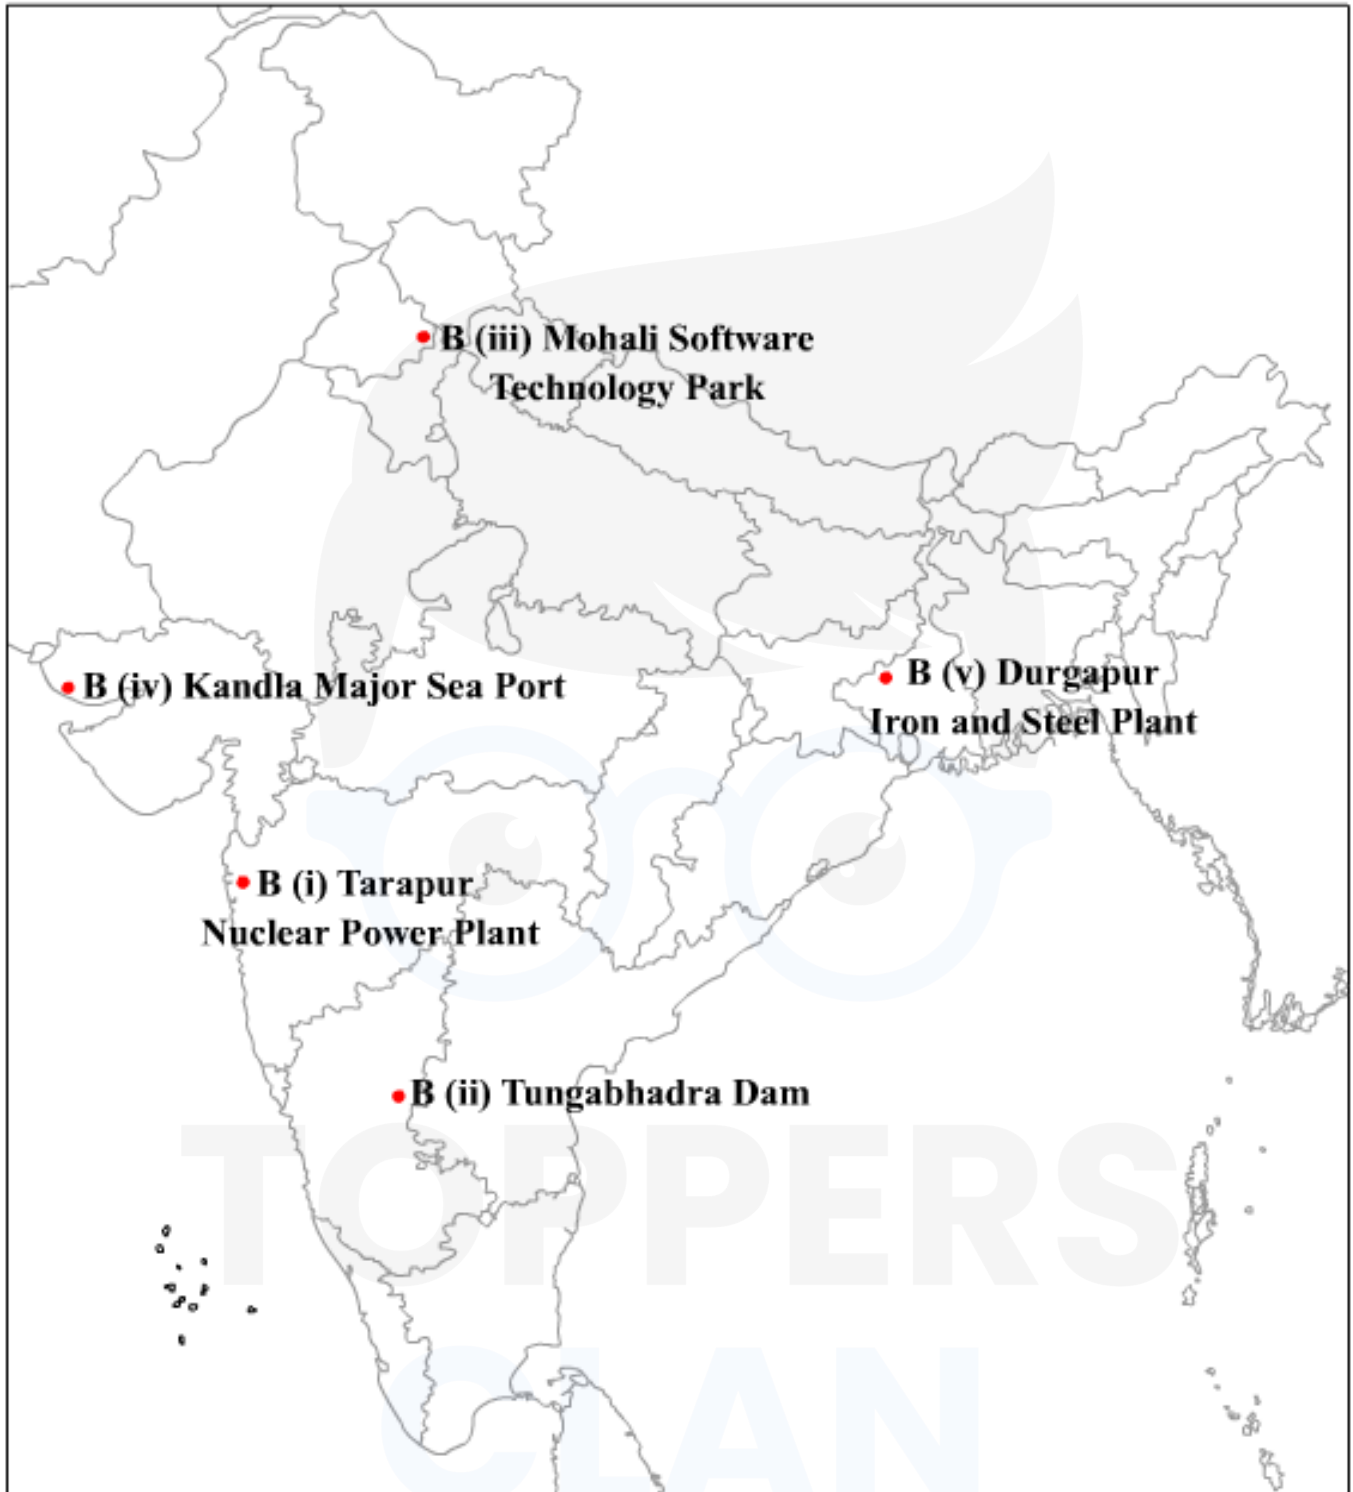 B (iii) Mohali Software
Technology Park
B (iv) Kandla Major Sea Port
B (v) Durgapur
Iron and Steel Plant
B (i) Tarapur
Nuclear Power Plant
B (ii) Tungabhadra Dam
TOPPERS
CLAN